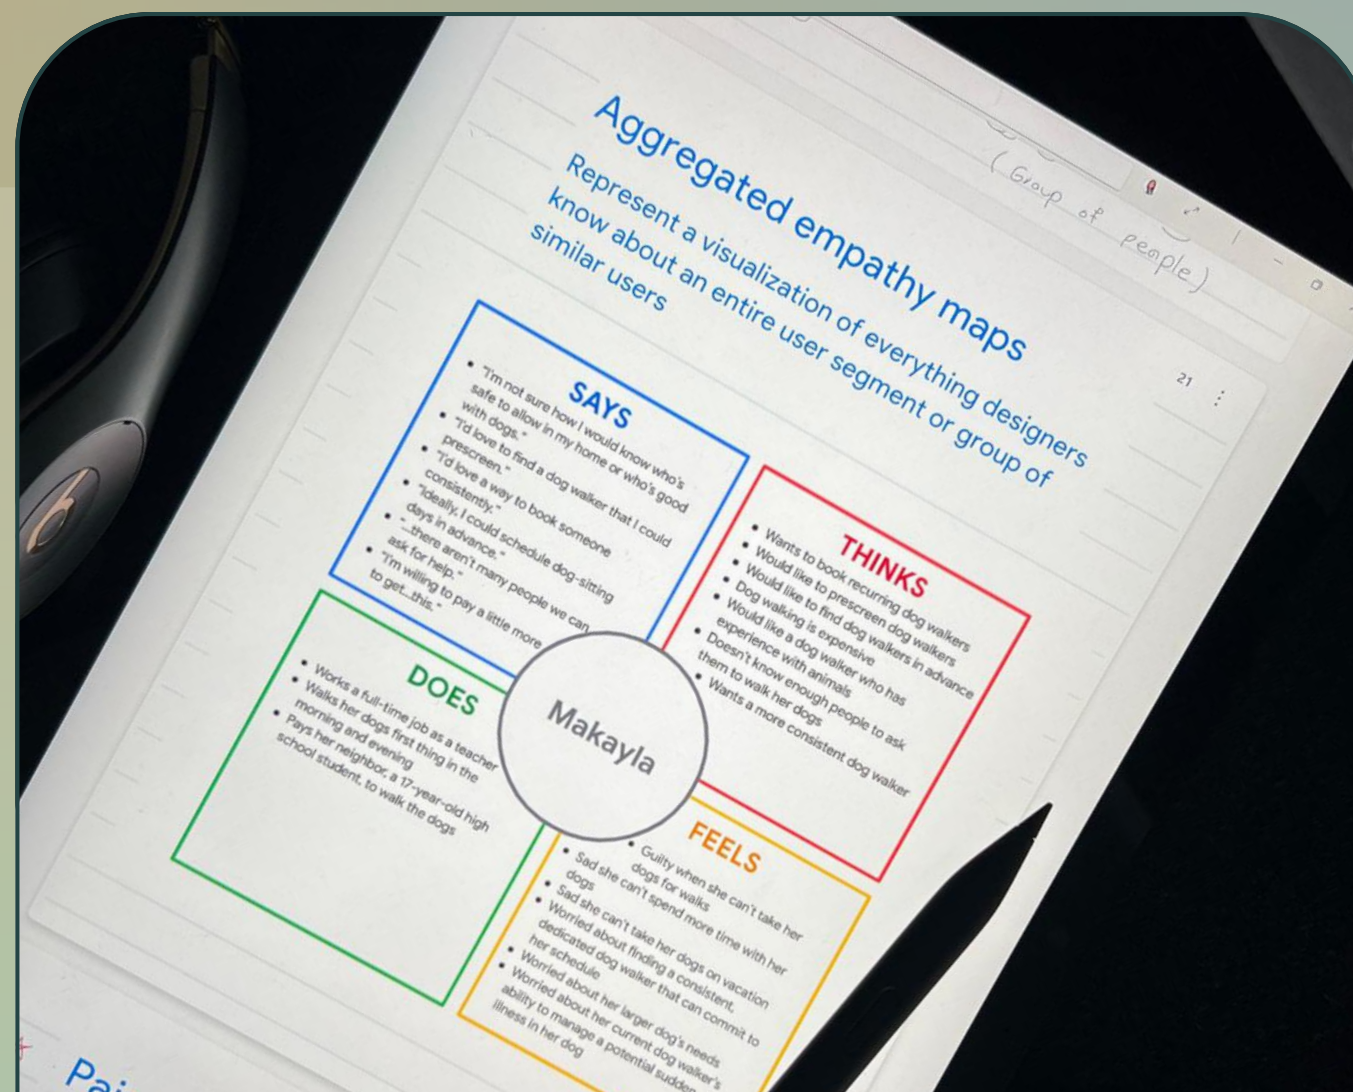 (Group of people)
21
Aggregated empathy maps
Represent a visualization of everything designers
know about an entire user segment or group of
similar users
SAYS
• "I'm not sure how I would know who's
safe to allow in my home or who's good
with dogs."
• "I'd love to find a dog walker that I could
prescreen."
• "I'd love a way to book someone
consistently."
• "Ideally, I could schedule dog-sitting
days in advance."
• "...there aren't many people we can
ask for help."
• "I'm willing to pay a little more
to get...this."
THINKS
• Wants to book recurring dog walkers
• Would like to prescreen dog walkers
• Would like to find dog walkers in advance
• Dog walking is expensive
• Would like a dog walker who has
experience with animals
• Doesn't know enough people to ask
them to walk her dogs
• Wants a more consistent dog walker
Makayla
DOES
• Works a full-time job as a teacher
• Walks her dogs first thing in the
morning and evening
• Pays her neighbor, a 17-year-old high
school student, to walk the dogs
FEELS
• Guilty when she can't take her
dogs for walks
• Sad she can't spend more time with her
dogs
• Sad she can't take her dogs on vacation
• Worried about finding a consistent,
dedicated dog walker that can commit to
her schedule
• Worried about her larger dog's needs
• Worried about her current dog walker's
ability to manage a potential sudden
illness in her dog